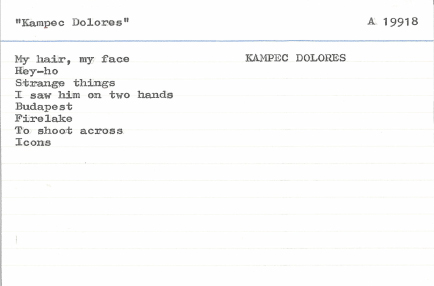 "Kampec Dolores" A 19918
My hair, my face KAMPEC DOLORES
Hey-ho
Strange things
I saw him on two hands
Budapest
Firelake
To shoot across
Icons